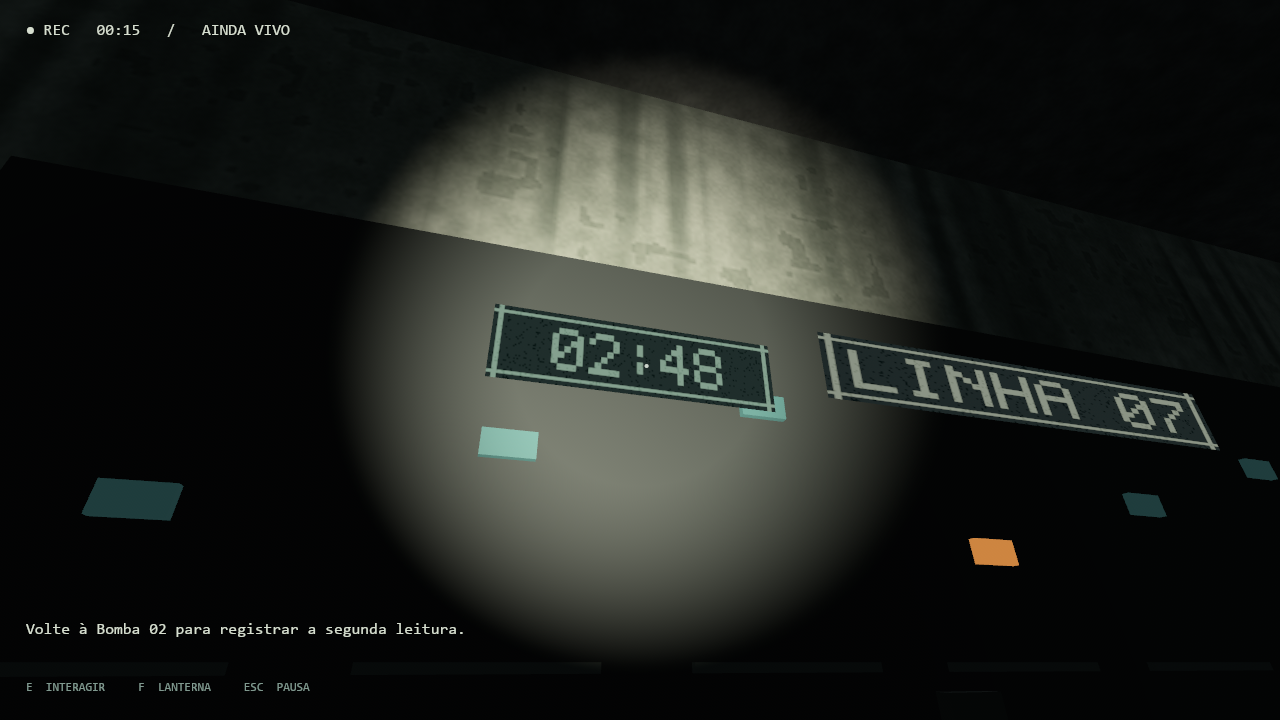 ● REC 00:15 / AINDA VIVO
02:48
LINHA 07
Volte à Bomba 02 para registrar a segunda leitura.
E INTERAGIR F LANTERNA ESC PAUSA